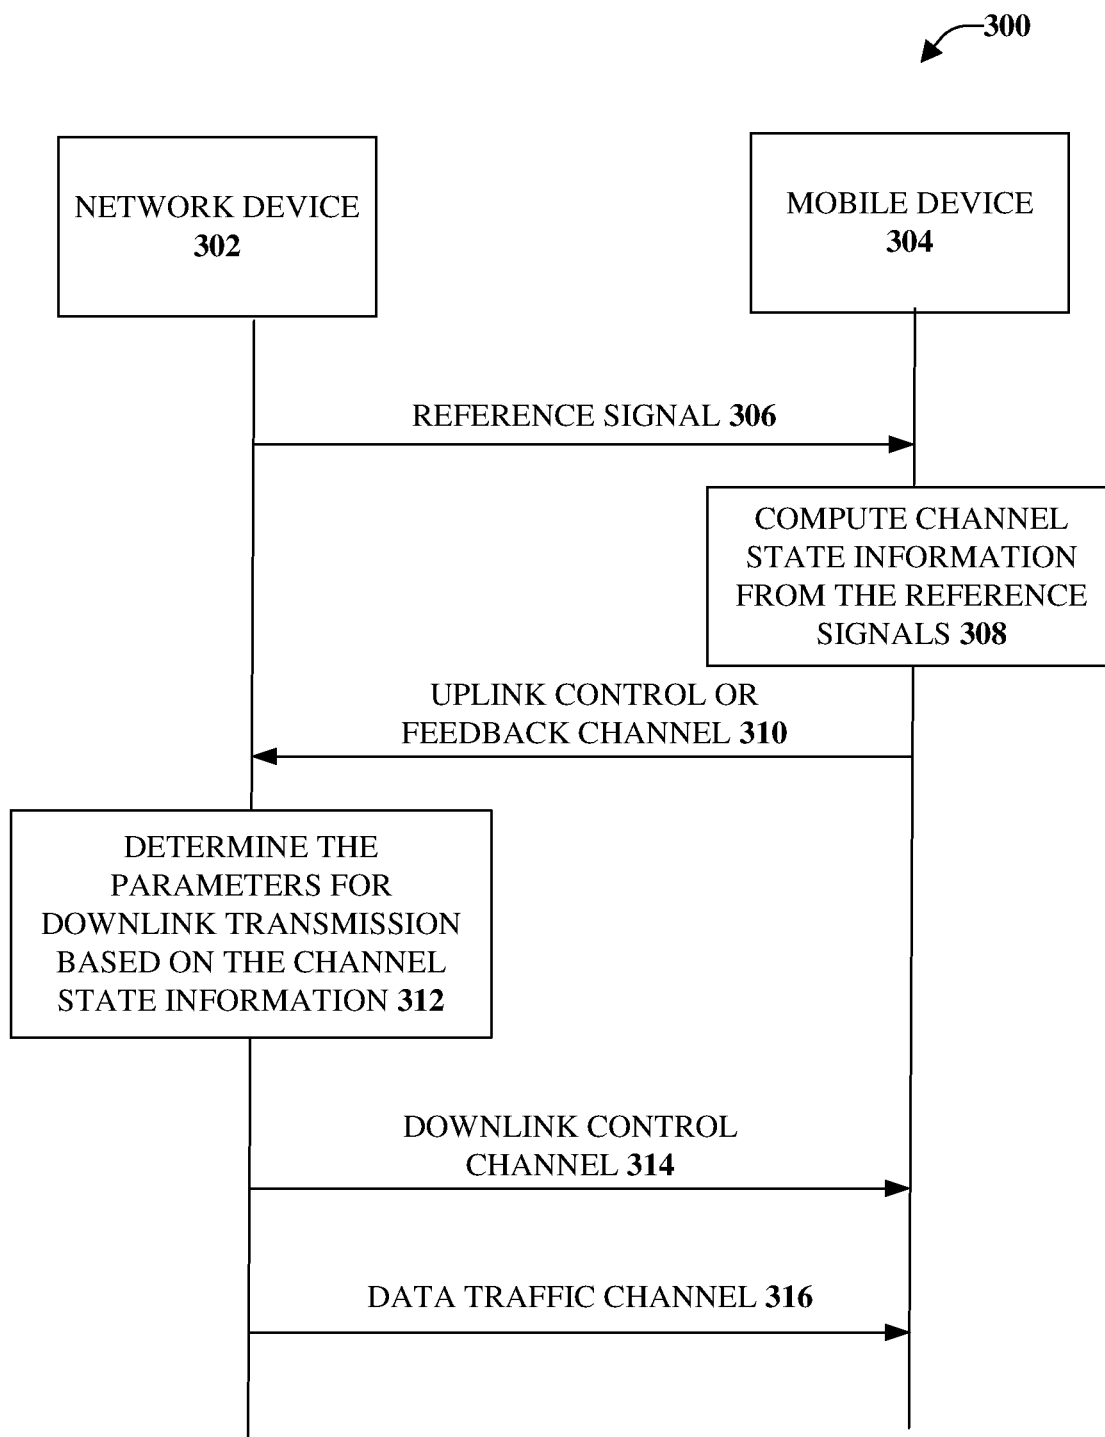 300
NETWORK DEVICE
302
MOBILE DEVICE
304
REFERENCE SIGNAL 306
COMPUTE CHANNEL
STATE INFORMATION
FROM THE REFERENCE
SIGNALS 308
UPLINK CONTROL OR
FEEDBACK CHANNEL 310
DETERMINE THE
PARAMETERS FOR
DOWNLINK TRANSMISSION
BASED ON THE CHANNEL
STATE INFORMATION 312
DOWNLINK CONTROL
CHANNEL 314
DATA TRAFFIC CHANNEL 316